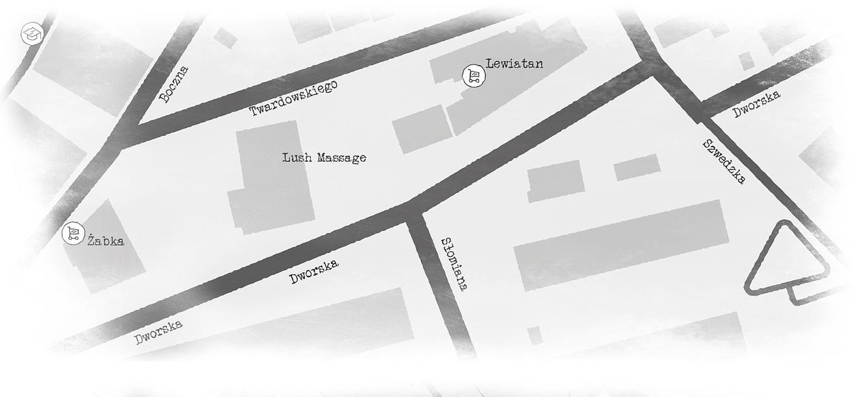 Lewiatan
Boczna
Twardowskiego
Dworska
Lush Massage
Szwedzka
Żabka
Słomiana
Dworska
Dworska